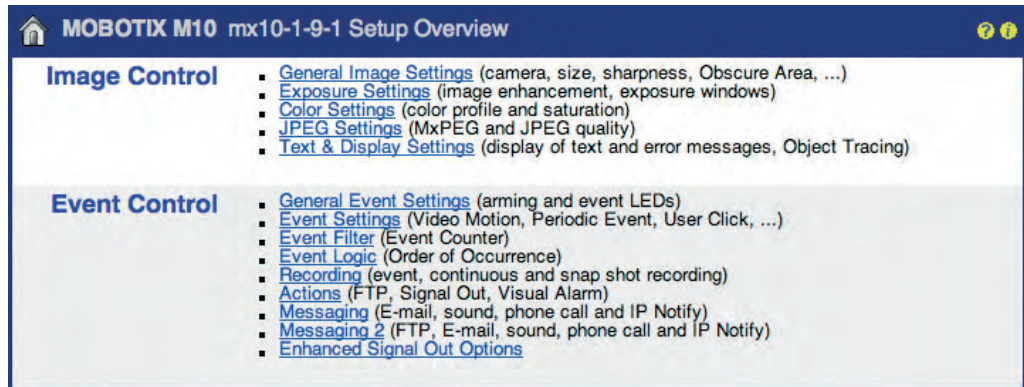 MOBOTIX M10 mx10-1-9-1 Setup Overview ? i
Image Control
General Image Settings (camera, size, sharpness, Obscure Area, ...)
Exposure Settings (image enhancement, exposure windows)
Color Settings (color profile and saturation)
JPEG Settings (MxPEG and JPEG quality)
Text & Display Settings (display of text and error messages, Object Tracing)
Event Control
General Event Settings (arming and event LEDs)
Event Settings (Video Motion, Periodic Event, User Click, ...)
Event Filter (Event Counter)
Event Logic (Order of Occurrence)
Recording (event, continuous and snap shot recording)
Actions (FTP, Signal Out, Visual Alarm)
Messaging (E-mail, sound, phone call and IP Notify)
Messaging 2 (FTP, E-mail, sound, phone call and IP Notify)
Enhanced Signal Out Options